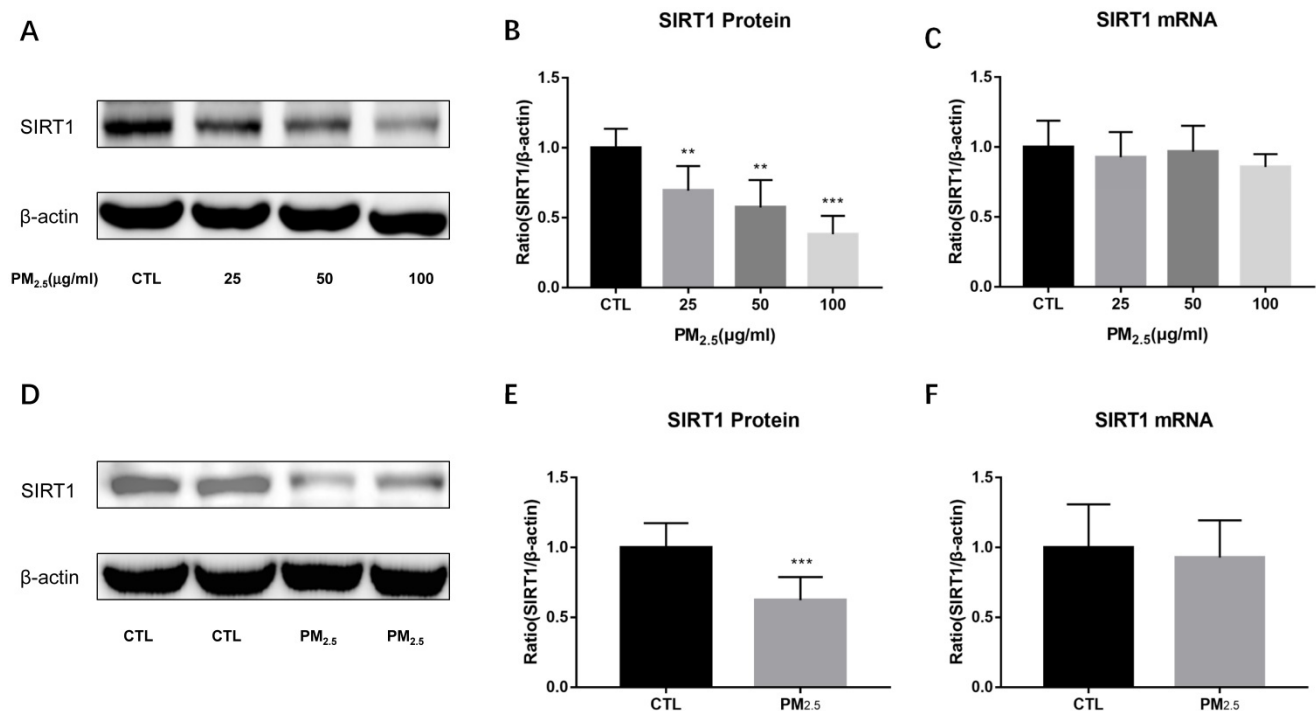 A
SIRT1
β-actin
PM2.5(μg/ml) CTL 25 50 100
B
SIRT1 Protein
Ratio(SIRT1/β-actin)
1.5
1.0
0.5
0.0
**
**
***
CTL 25 50 100
PM2.5(μg/ml)
C
SIRT1 mRNA
Ratio(SIRT1/β-actin)
1.5
1.0
0.5
0.0
CTL 25 50 100
PM2.5(μg/ml)
D
SIRT1
β-actin
CTL CTL PM2.5 PM2.5
E
SIRT1 Protein
Ratio(SIRT1/β-actin)
1.5
1.0
0.5
0.0
***
CTL PM2.5
F
SIRT1 mRNA
Ratio(SIRT1/β-actin)
1.5
1.0
0.5
0.0
CTL PM2.5